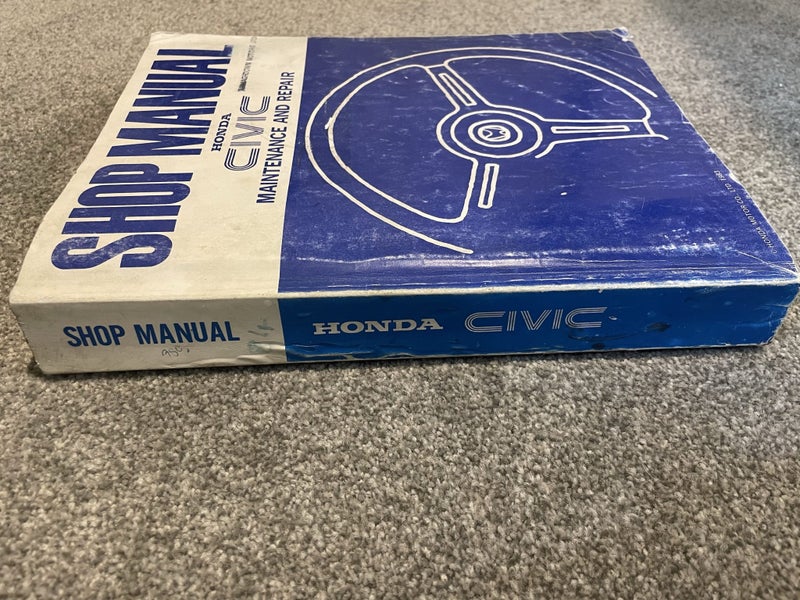 SHOP MANUAL
HONDA
CIVIC
MAINTENANCE AND REPAIR
SHOP MANUAL
HONDA CIVIC